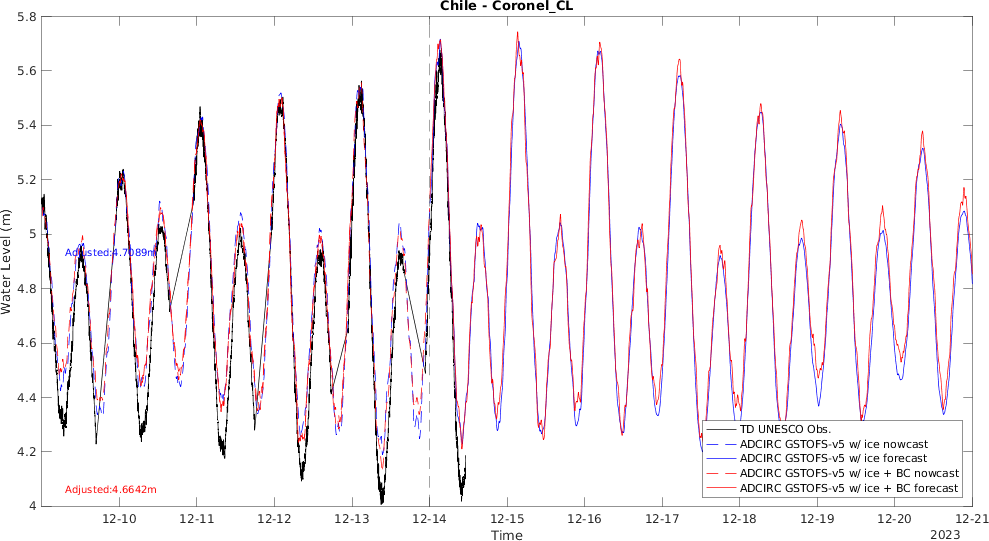 Chile - Coronel_CL
5.8
5.6
5.4
5.2
5
4.8
4.6
4.4
4.2
4
Water Level (m)
Adjusted:4.7089m
Adjusted:4.6642m
TD UNESCO Obs.
ADCIRC GSTOFS-v5 w/ ice nowcast
ADCIRC GSTOFS-v5 w/ ice forecast
ADCIRC GSTOFS-v5 w/ ice + BC nowcast
ADCIRC GSTOFS-v5 w/ ice + BC forecast
12-10 12-11 12-12 12-13 12-14 12-15 12-16 12-17 12-18 12-19 12-20 12-21
Time
2023